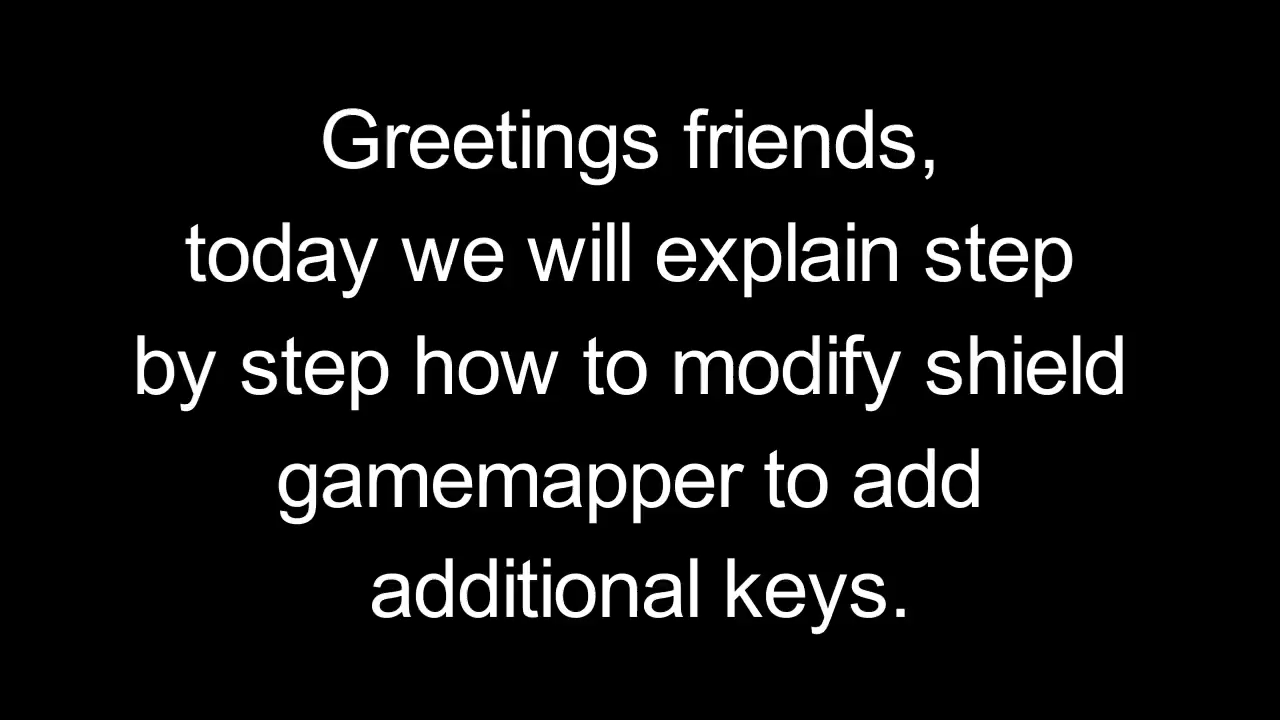 Greetings friends,
today we will explain step
by step how to modify shield
gamemapper to add
additional keys.